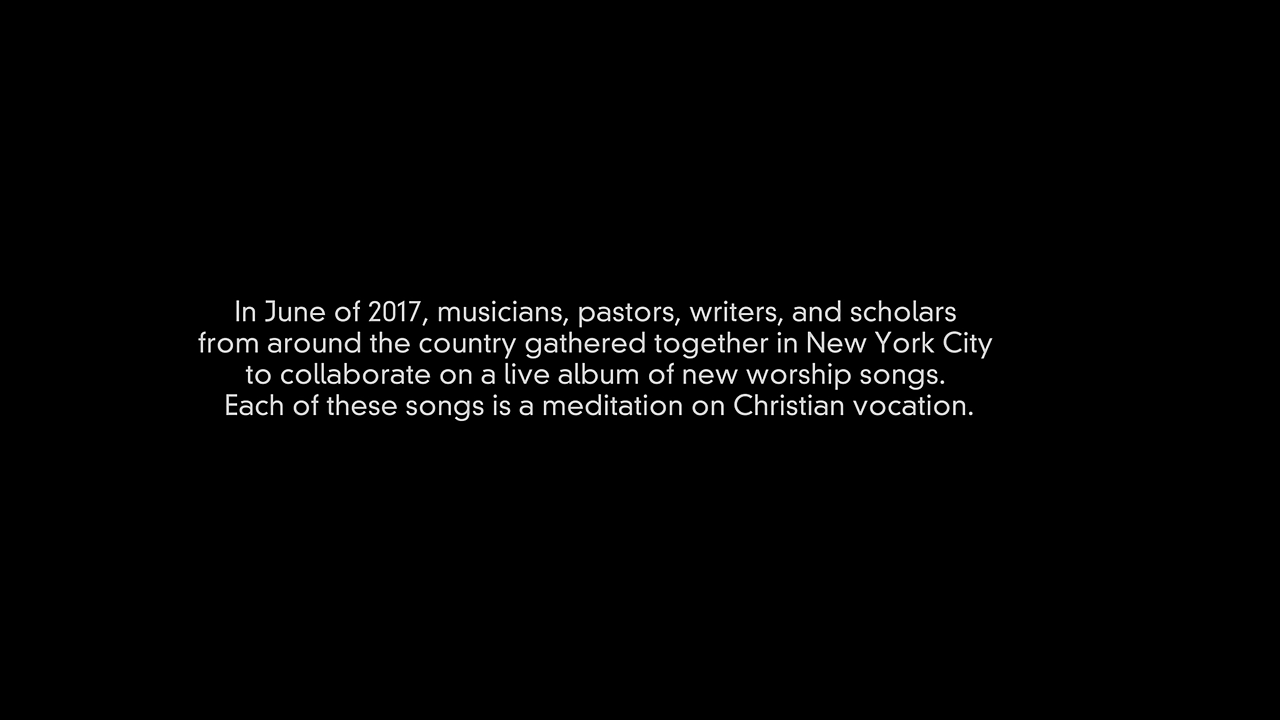 In June of 2017, musicians, pastors, writers, and scholars
from around the country gathered together in New York City
to collaborate on a live album of new worship songs.
Each of these songs is a meditation on Christian vocation.